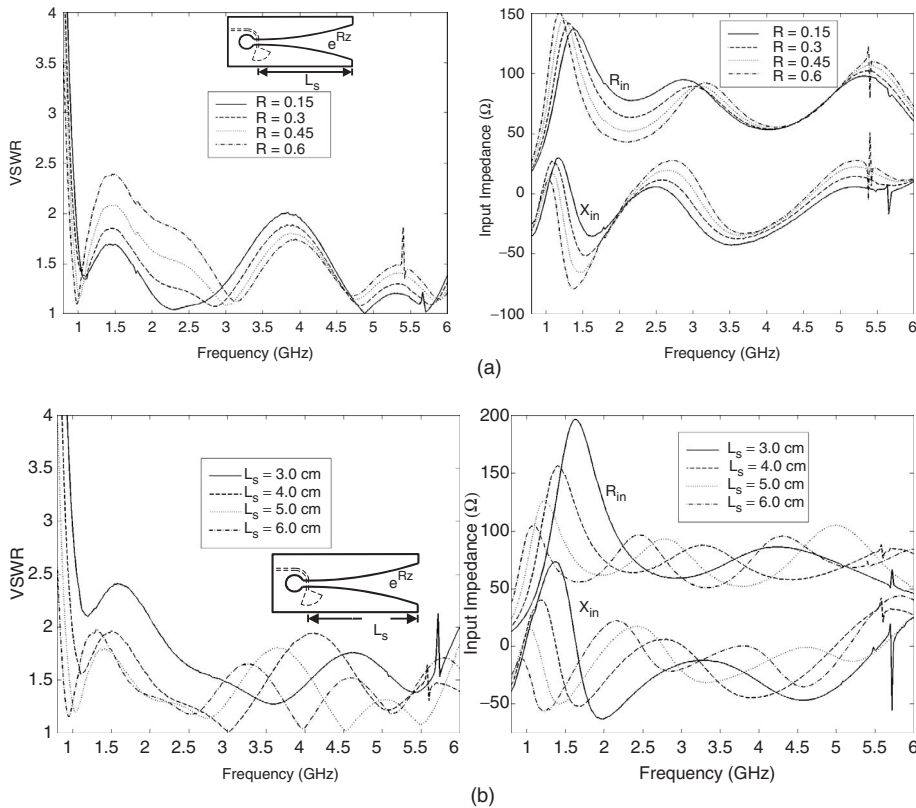 4
3.5
3
2.5
2
1.5
1
VSWR
e^Rz
L_s
R = 0.15
R = 0.3
R = 0.45
R = 0.6
1 1.5 2 2.5 3 3.5 4 4.5 5 5.5 6
Frequency (GHz)
150
100
50
0
−50
−100
Input Impedance (Ω)
R = 0.15
R = 0.3
R = 0.45
R = 0.6
R_in
X_in
1 1.5 2 2.5 3 3.5 4 4.5 5 5.5 6
Frequency (GHz)
(a)
4
3.5
3
2.5
2
1.5
1
VSWR
L_s = 3.0 cm
L_s = 4.0 cm
L_s = 5.0 cm
L_s = 6.0 cm
e^Rz
L_s
1 1.5 2 2.5 3 3.5 4 4.5 5 5.5 6
Frequency (GHz)
200
150
100
50
0
−50
Input Impedance (Ω)
L_s = 3.0 cm
L_s = 4.0 cm
L_s = 5.0 cm
L_s = 6.0 cm
R_in
X_in
1 1.5 2 2.5 3 3.5 4 4.5 5 5.5 6
Frequency (GHz)
(b)